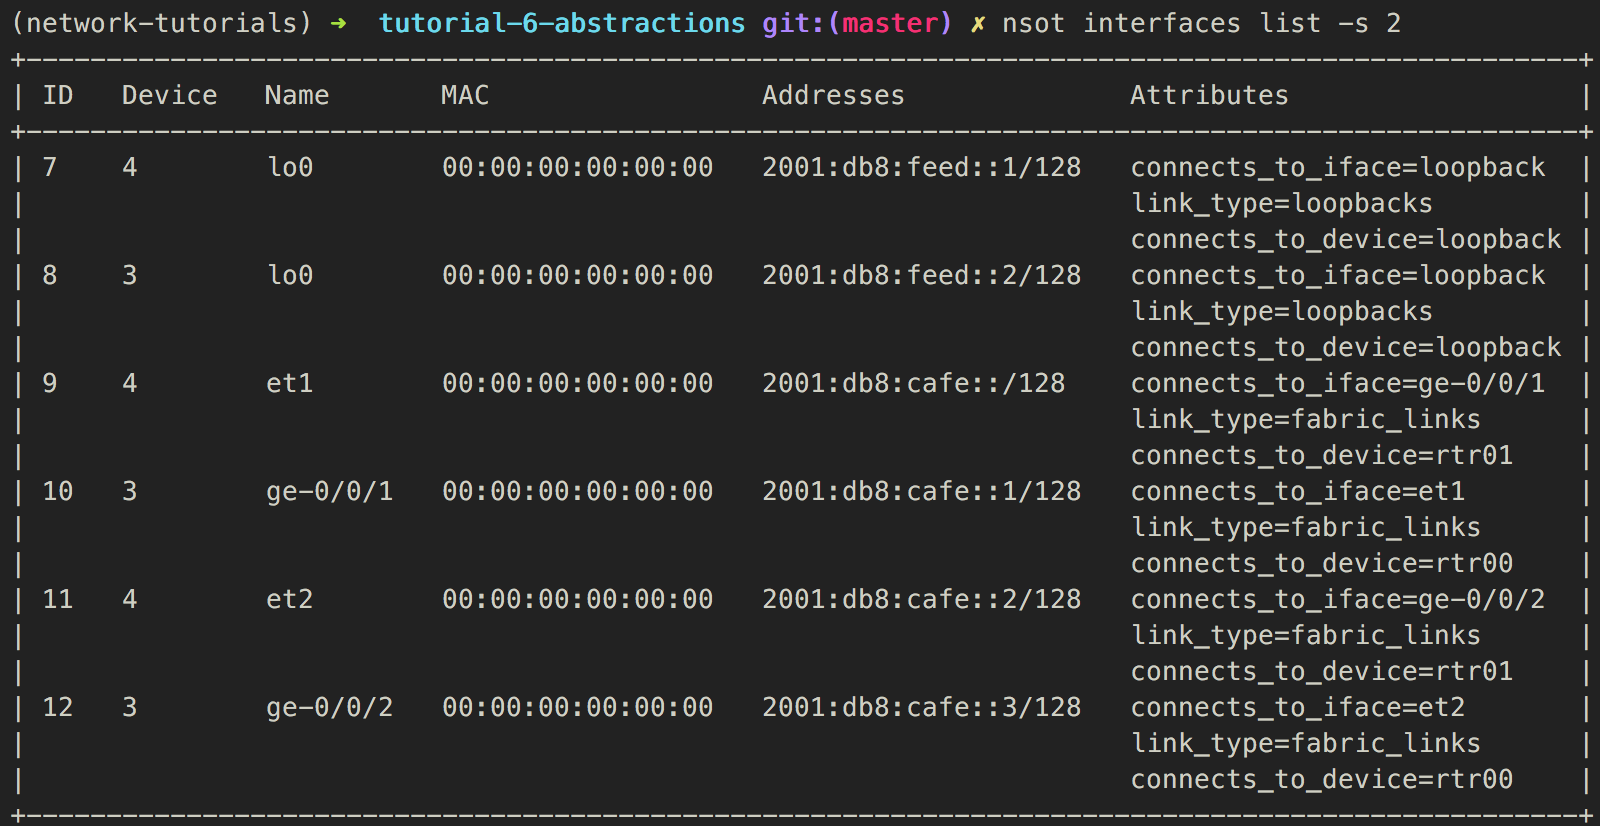 (network-tutorials) ➜  tutorial-6-abstractions git:(master) ✗ nsot interfaces list -s 2
+-------------------------------------------------------------------------------------------------+
| ID   Device   Name       MAC                 Addresses              Attributes                  |
+-------------------------------------------------------------------------------------------------+
| 7    4        lo0        00:00:00:00:00:00   2001:db8:feed::1/128   connects_to_iface=loopback  |
|                                                                     link_type=loopbacks         |
|                                                                     connects_to_device=loopback |
| 8    3        lo0        00:00:00:00:00:00   2001:db8:feed::2/128   connects_to_iface=loopback  |
|                                                                     link_type=loopbacks         |
|                                                                     connects_to_device=loopback |
| 9    4        et1        00:00:00:00:00:00   2001:db8:cafe::/128    connects_to_iface=ge-0/0/1  |
|                                                                     link_type=fabric_links      |
|                                                                     connects_to_device=rtr01    |
| 10   3        ge-0/0/1   00:00:00:00:00:00   2001:db8:cafe::1/128   connects_to_iface=et1       |
|                                                                     link_type=fabric_links      |
|                                                                     connects_to_device=rtr00    |
| 11   4        et2        00:00:00:00:00:00   2001:db8:cafe::2/128   connects_to_iface=ge-0/0/2  |
|                                                                     link_type=fabric_links      |
|                                                                     connects_to_device=rtr01    |
| 12   3        ge-0/0/2   00:00:00:00:00:00   2001:db8:cafe::3/128   connects_to_iface=et2       |
|                                                                     link_type=fabric_links      |
|                                                                     connects_to_device=rtr00    |
+-------------------------------------------------------------------------------------------------+